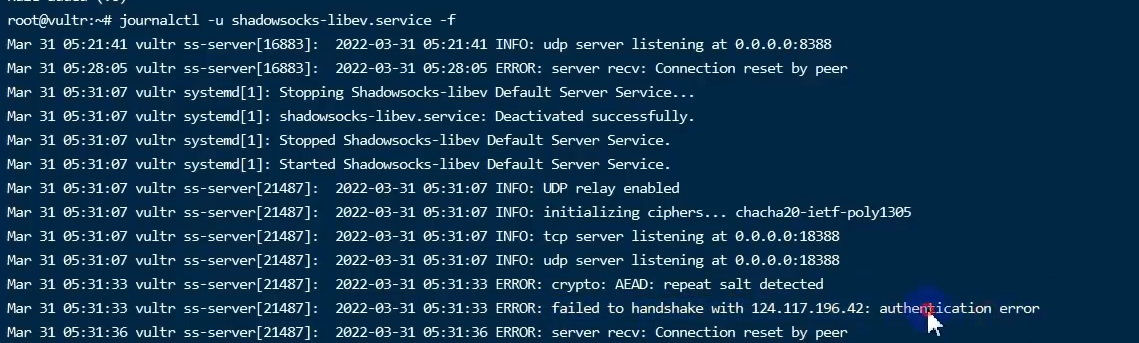 root@vultr:~# journalctl -u shadowsocks-libev.service -f
Mar 31 05:21:41 vultr ss-server[16883]:  2022-03-31 05:21:41 INFO: udp server listening at 0.0.0.0:8388
Mar 31 05:28:05 vultr ss-server[16883]:  2022-03-31 05:28:05 ERROR: server recv: Connection reset by peer
Mar 31 05:31:07 vultr systemd[1]: Stopping Shadowsocks-libev Default Server Service...
Mar 31 05:31:07 vultr systemd[1]: shadowsocks-libev.service: Deactivated successfully.
Mar 31 05:31:07 vultr systemd[1]: Stopped Shadowsocks-libev Default Server Service.
Mar 31 05:31:07 vultr systemd[1]: Started Shadowsocks-libev Default Server Service.
Mar 31 05:31:07 vultr ss-server[21487]:  2022-03-31 05:31:07 INFO: UDP relay enabled
Mar 31 05:31:07 vultr ss-server[21487]:  2022-03-31 05:31:07 INFO: initializing ciphers... chacha20-ietf-poly1305
Mar 31 05:31:07 vultr ss-server[21487]:  2022-03-31 05:31:07 INFO: tcp server listening at 0.0.0.0:18388
Mar 31 05:31:07 vultr ss-server[21487]:  2022-03-31 05:31:07 INFO: udp server listening at 0.0.0.0:18388
Mar 31 05:31:33 vultr ss-server[21487]:  2022-03-31 05:31:33 ERROR: crypto: AEAD: repeat salt detected
Mar 31 05:31:33 vultr ss-server[21487]:  2022-03-31 05:31:33 ERROR: failed to handshake with 124.117.196.42: authentication error
Mar 31 05:31:36 vultr ss-server[21487]:  2022-03-31 05:31:36 ERROR: server recv: Connection reset by peer